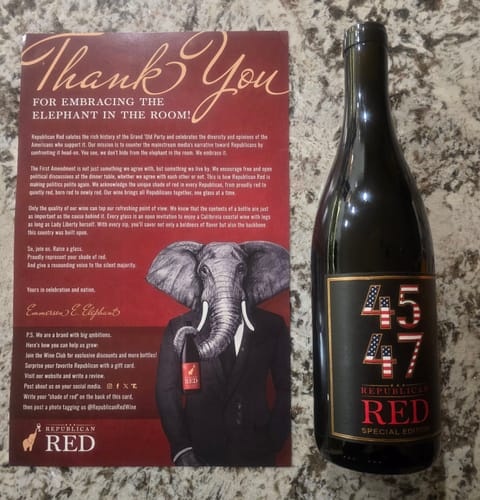 Thank You
FOR EMBRACING THE
ELEPHANT IN THE ROOM!
Republican Red salutes the rich history of the Grand 'Old Party and celebrates the diversity and opinions of the
Americans who support it. Our mission is to counter the mainstream media's narrative toward Republicans by
confronting it head-on. You see, we don't hide from the elephant in the room. We embrace it.
The First Amendment is not just something we agree with, but something we live by. We encourage free and open
political discussions at the dinner table, whether we agree with each other or not. This is how Republican Red is
making politics polite again. We acknowledge the unique shade of red in every Republican, from proudly red to
quietly red, born red to newly red. Our wine brings all Republicans together, one glass at a time.
Only the quality of our wine can top our refreshing point of view. We know that the contents of a bottle are just
as important as the cause behind it. Every glass is an open invitation to enjoy a California coastal wine with legs
as long as Lady Liberty herself. With every sip, you'll savor not only a boldness of flavor but also the backbone
this country was built upon.
So, join us. Raise a glass.
Proudly represent your shade of red.
And give a resounding voice to the silent majority.
Yours in celebration and nation,
Emmerson E. Elephant
P.S. We are a brand with big ambitions.
Here's how you can help us grow:
Join the Wine Club for exclusive discounts and more bottles!
Surprise your favorite Republican with a gift card.
Visit our website and write a review.
Post about us on your social media.
Write your "shade of red" on the back of this card,
then post a photo tagging us @RepublicanRedWine
REPUBLICAN
RED
RED
45
47
REPUBLICAN
RED
SPECIAL EDITION